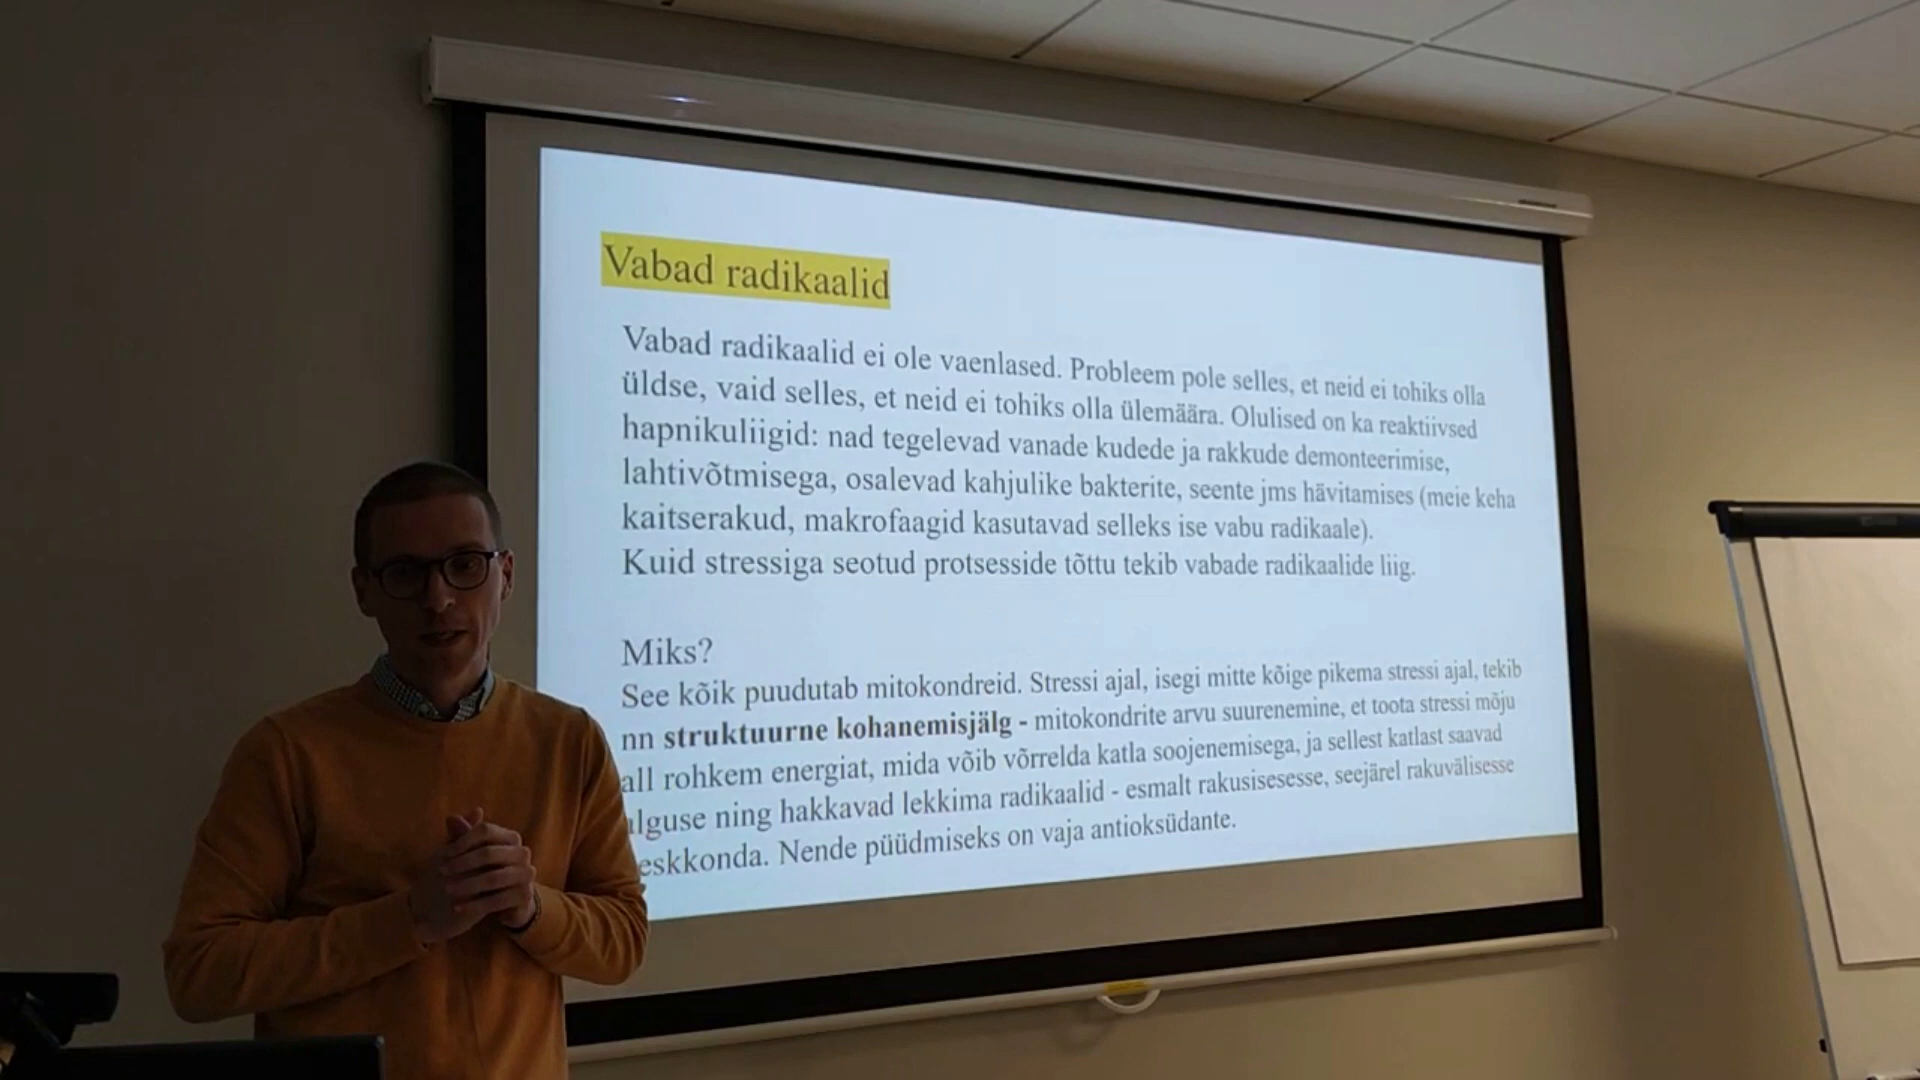 Vabad radikaalid
Vabad radikaalid ei ole vaenlased. Probleem pole selles, et neid ei tohiks olla
üldse, vaid selles, et neid ei tohiks olla ülemäära. Olulised on ka reaktiivsed
hapnikuliigid: nad tegelevad vanade kudede ja rakkude demonteerimise,
lahtivõtmisega, osalevad kahjulike bakterite, seente jms hävitamises (meie keha
kaitserakud, makrofaagid kasutavad selleks ise vabu radikaale).
Kuid stressiga seotud protsesside tõttu tekib vabade radikaalide liig.
Miks?
See kõik puudutab mitokondreid. Stressi ajal, isegi mitte kõige pikema stressi ajal, tekib
nn struktuurne kohanemisjälg - mitokondrite arvu suurenemine, et toota stressi mõju
all rohkem energiat, mida võib võrrelda katla soojenemisega, ja sellest katlast saavad
lguse ning hakkavad lekkima radikaalid - esmalt rakusisesesse, seejärel rakuvälisesse
eskkonda. Nende püüdmiseks on vaja antioksüdante.